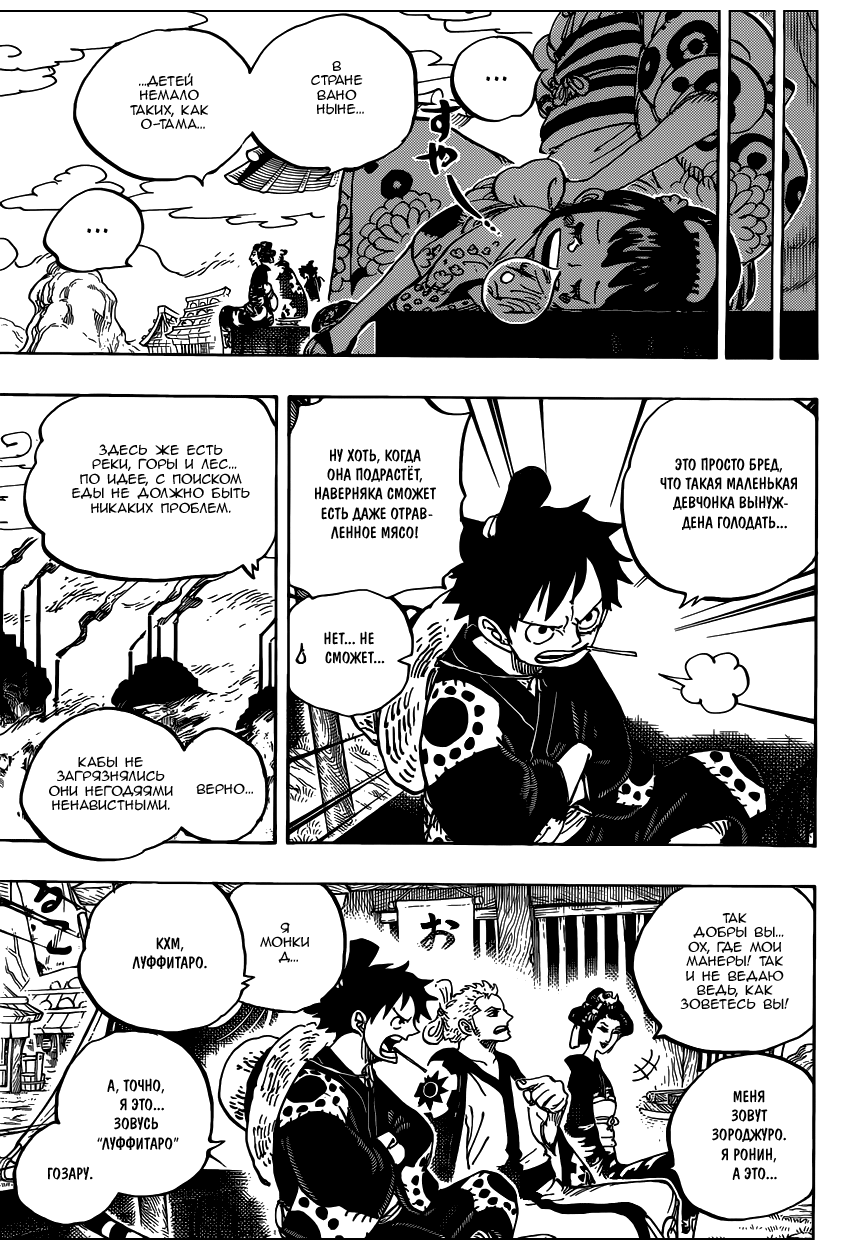 ...
В
СТРАНЕ
ВАНО
НЫНЕ...
...ДЕТЕЙ
НЕМАЛО
ТАКИХ, КАК
О-ТАМА...
すやーっ
...
ЭТО ПРОСТО БРЕД,
ЧТО ТАКАЯ МАЛЕНЬКАЯ
ДЕВЧОНКА ВЫНУЖ-
ДЕНА ГОЛОДАТЬ...
НУ ХОТЬ, КОГДА
ОНА ПОДРАСТЁТ,
НАВЕРНЯКА СМОЖЕТ
ЕСТЬ ДАЖЕ ОТРАВ-
ЛЕННОЕ МЯСО!
НЕТ... НЕ
СМОЖЕТ...
ЗДЕСЬ ЖЕ ЕСТЬ
РЕКИ, ГОРЫ И ЛЕС...
ПО ИДЕЕ, С ПОИСКОМ
ЕДЫ НЕ ДОЛЖНО БЫТЬ
НИКАКИХ ПРОБЛЕМ.
ВЕРНО...
КАБЫ НЕ
ЗАГРЯЗНЯЛИСЬ
ОНИ НЕГОДЯЯМИ
НЕНАВИСТНЫМИ.
ТАК
ДОБРЫ ВЫ...
ОХ, ГДЕ МОИ
МАНЕРЫ! ТАК
И НЕ ВЕДАЮ
ВЕДЬ, КАК
ЗОВЕТЕСЬ ВЫ!
お
МЕНЯ
ЗОВУТ
ЗОРОДЖУРО.
Я РОНИН,
А ЭТО...
Я
МОНКИ
Д...
КХМ,
ЛУФФИТАРО.
А, ТОЧНО,
Я ЭТО...
ЗОВУСЬ
"ЛУФФИТАРО"
ГОЗАРУ.